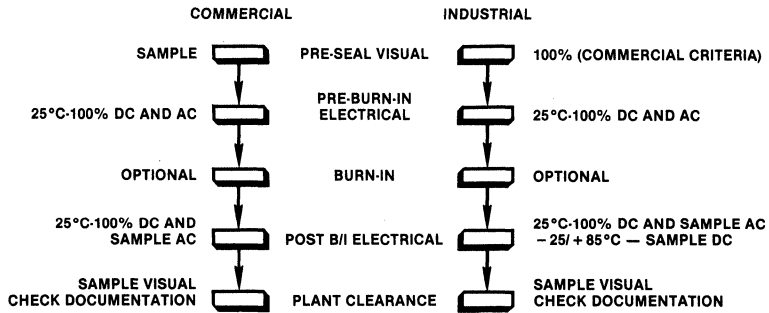 COMMERCIAL INDUSTRIAL
SAMPLE PRE-SEAL VISUAL 100% (COMMERCIAL CRITERIA)
25°C-100% DC AND AC PRE-BURN-IN ELECTRICAL 25°C-100% DC AND AC
OPTIONAL BURN-IN OPTIONAL
25°C-100% DC AND
SAMPLE AC
POST B/I ELECTRICAL
25°C-100% DC AND SAMPLE AC
–25/+85°C — SAMPLE DC
SAMPLE VISUAL
CHECK DOCUMENTATION
PLANT CLEARANCE
SAMPLE VISUAL
CHECK DOCUMENTATION